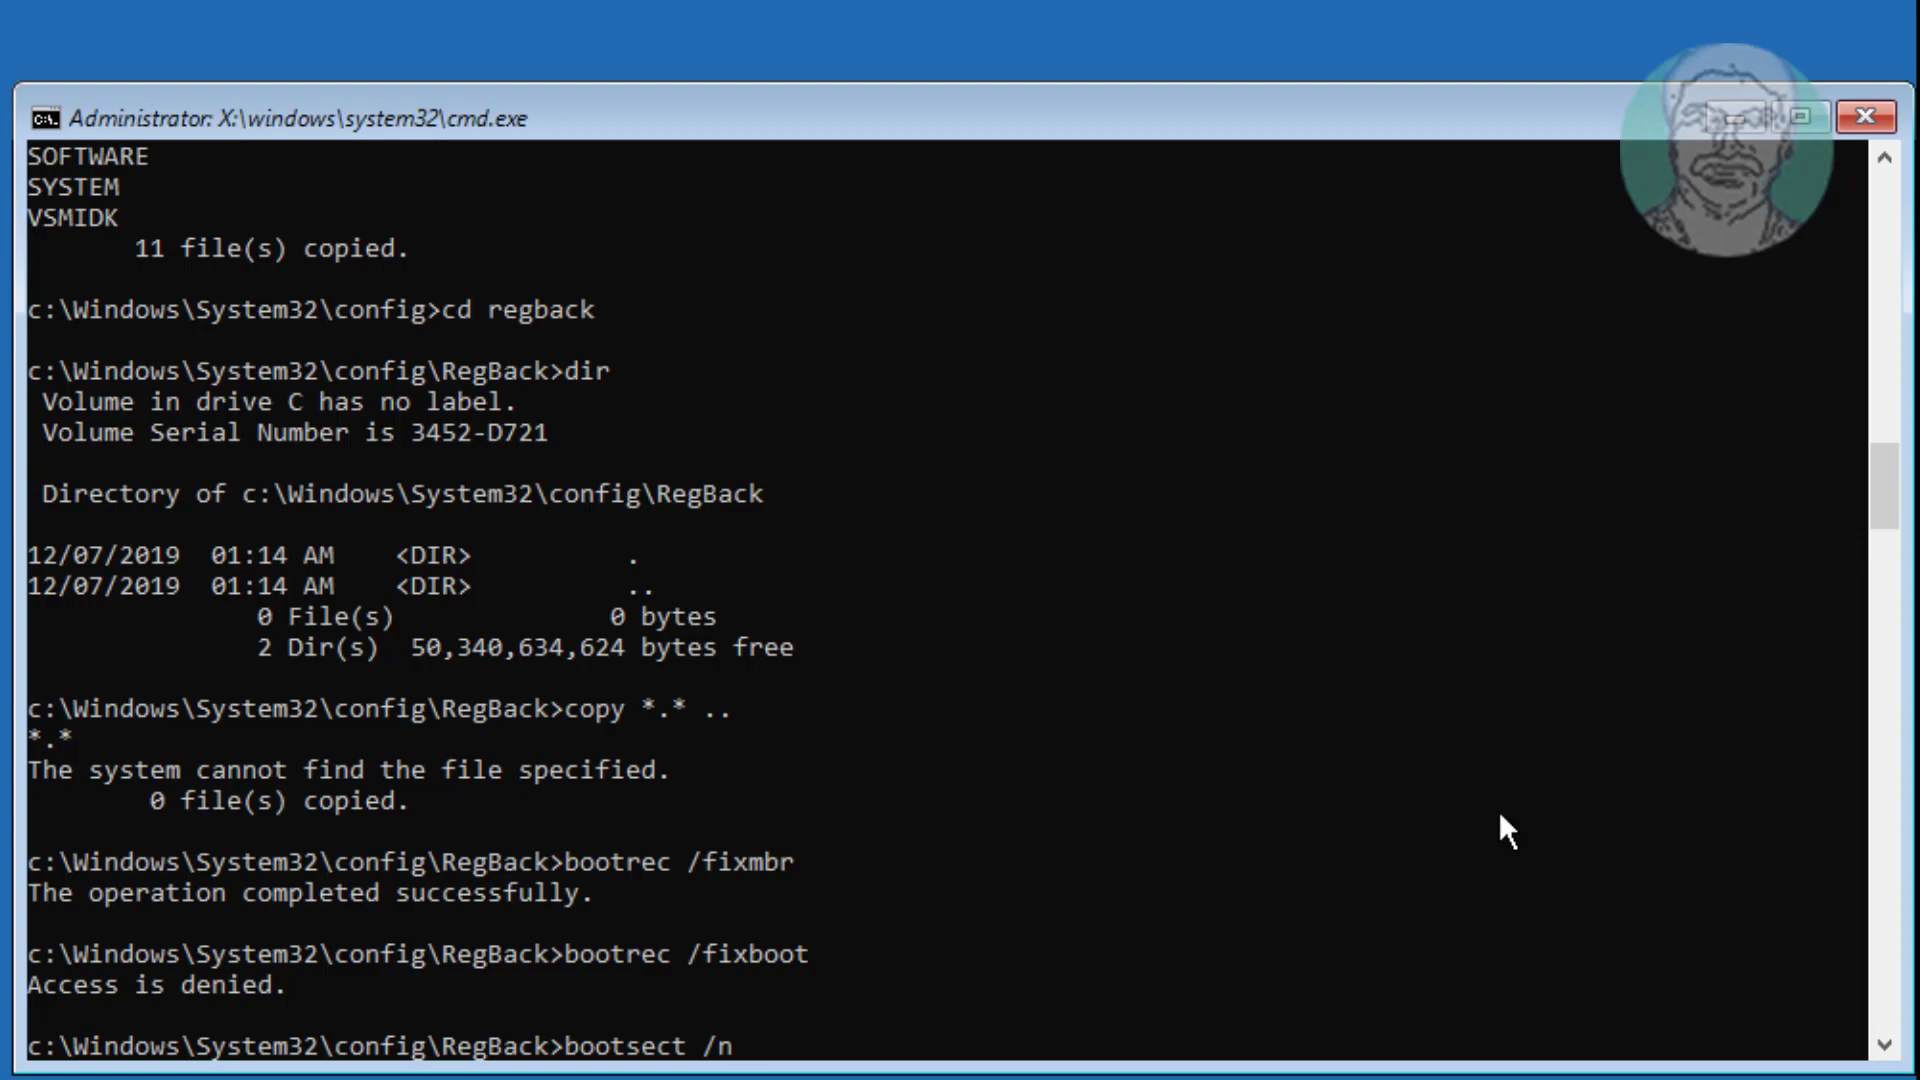 Administrator: X:\windows\system32\cmd.exe
SOFTWARE
SYSTEM
VSMIDK
11 file(s) copied.
c:\Windows\System32\config>cd regback
c:\Windows\System32\config\RegBack>dir
Volume in drive C has no label.
Volume Serial Number is 3452-D721
Directory of c:\Windows\System32\config\RegBack
12/07/2019 01:14 AM <DIR> .
12/07/2019 01:14 AM <DIR> ..
0 File(s) 0 bytes
2 Dir(s) 50,340,634,624 bytes free
c:\Windows\System32\config\RegBack>copy *.* ..
*.*
The system cannot find the file specified.
0 file(s) copied.
c:\Windows\System32\config\RegBack>bootrec /fixmbr
The operation completed successfully.
c:\Windows\System32\config\RegBack>bootrec /fixboot
Access is denied.
c:\Windows\System32\config\RegBack>bootsect /n